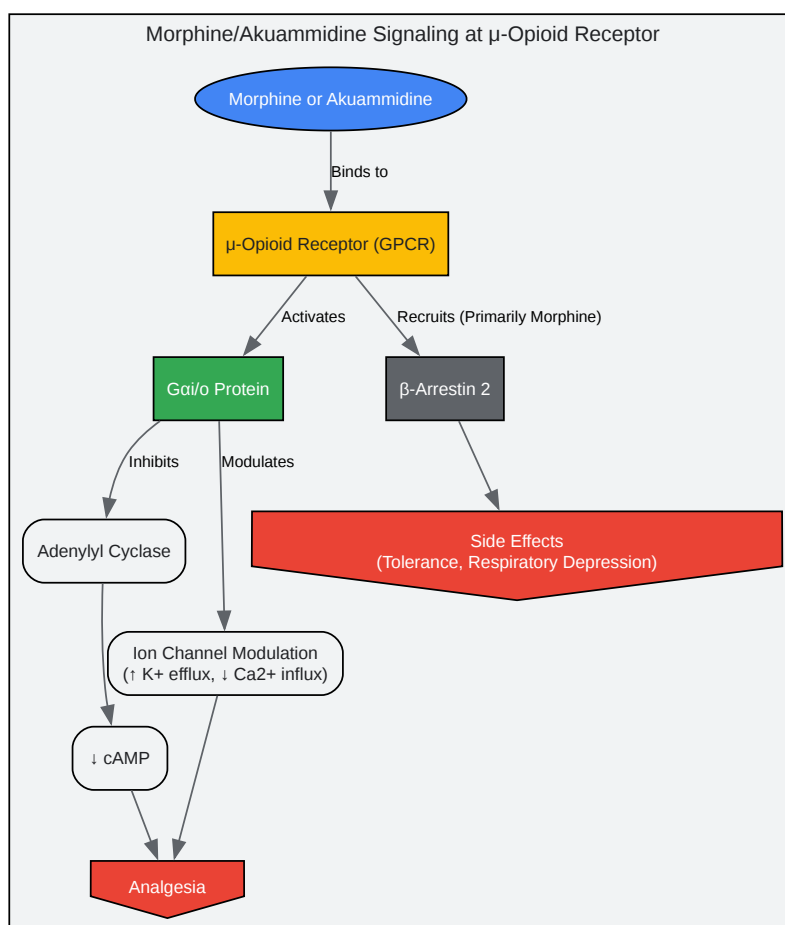 Morphine/Akuammidine Signaling at μ-Opioid Receptor
Morphine or Akuammidine
Binds to
μ-Opioid Receptor (GPCR)
Activates
Recruits (Primarily Morphine)
Gαi/o Protein
β-Arrestin 2
Inhibits
Modulates
Adenylyl Cyclase
Side Effects
(Tolerance, Respiratory Depression)
Ion Channel Modulation
(↑ K+ efflux, ↓ Ca2+ influx)
↓ cAMP
Analgesia